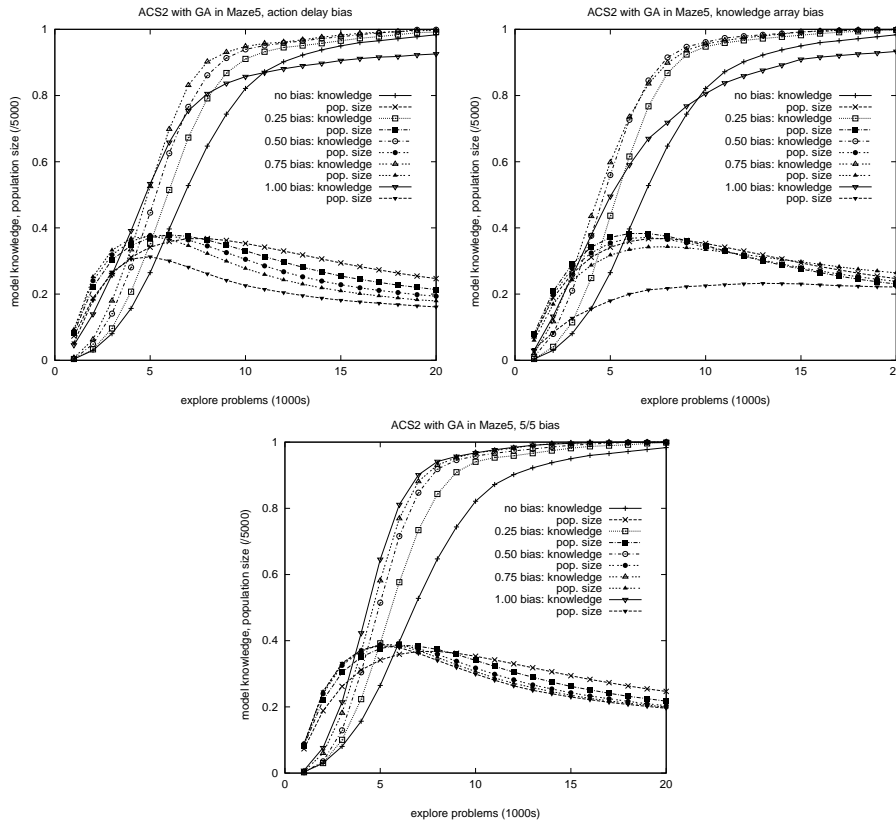 ACS2 with GA in Maze5, action delay bias
model knowledge, population size (/5000)
1
0.8
0.6
0.4
0.2
0
no bias: knowledge
pop. size
0.25 bias: knowledge
pop. size
0.50 bias: knowledge
pop. size
0.75 bias: knowledge
pop. size
1.00 bias: knowledge
pop. size
0 5 10 15 20
explore problems (1000s)
ACS2 with GA in Maze5, knowledge array bias
model knowledge, population size (/5000)
1
0.8
0.6
0.4
0.2
0
no bias: knowledge
pop. size
0.25 bias: knowledge
pop. size
0.50 bias: knowledge
pop. size
0.75 bias: knowledge
pop. size
1.00 bias: knowledge
pop. size
0 5 10 15 20
explore problems (1000s)
ACS2 with GA in Maze5, 5/5 bias
model knowledge, population size (/5000)
1
0.8
0.6
0.4
0.2
0
no bias: knowledge
pop. size
0.25 bias: knowledge
pop. size
0.50 bias: knowledge
pop. size
0.75 bias: knowledge
pop. size
1.00 bias: knowledge
pop. size
0 5 10 15 20
explore problems (1000s)